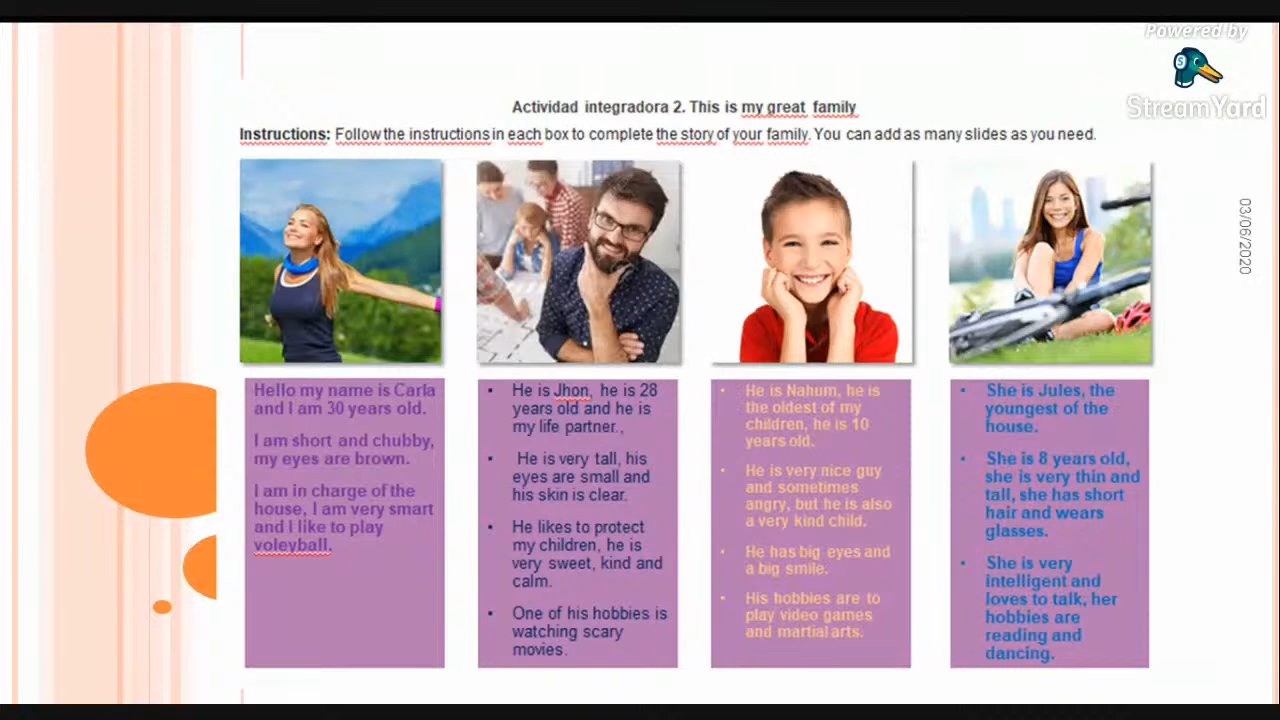 Powered by
StreamYard
03/06/2020
Actividad integradora 2. This is my great family
Instructions: Follow the instructions in each box to complete the story of your family. You can add as many slides as you need.
Hello my name is Carla
and I am 30 years old.
I am short and chubby,
my eyes are brown.
I am in charge of the
house, I am very smart
and I like to play
voleyball.
• He is Jhon, he is 28
years old and he is
my life partner.,
• He is very tall, his
eyes are small and
his skin is clear.
• He likes to protect
my children, he is
very sweet, kind and
calm.
• One of his hobbies is
watching scary
movies.
• He is Nahum, he is
the oldest of my
children, he is 10
years old.
• He is very nice guy
and sometimes
angry, but he is also
a very kind child.
• He has big eyes and
a big smile.
• His hobbies are to
play video games
and martial arts.
• She is Jules, the
youngest of the
house.
• She is 8 years old,
she is very thin and
tall, she has short
hair and wears
glasses.
• She is very
intelligent and
loves to talk, her
hobbies are
reading and
dancing.